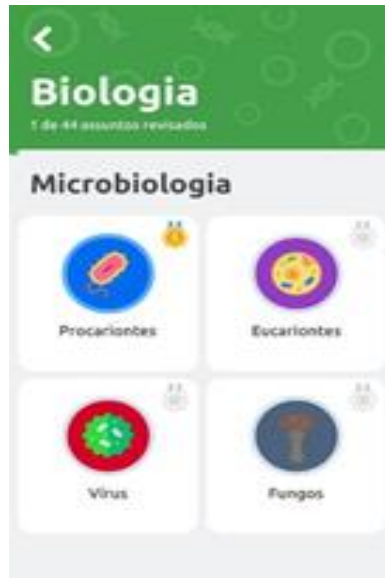 Biologia
1 de 44 assuntos revisados
Microbiologia
Procariontes
Eucariontes
Vírus
Fungos